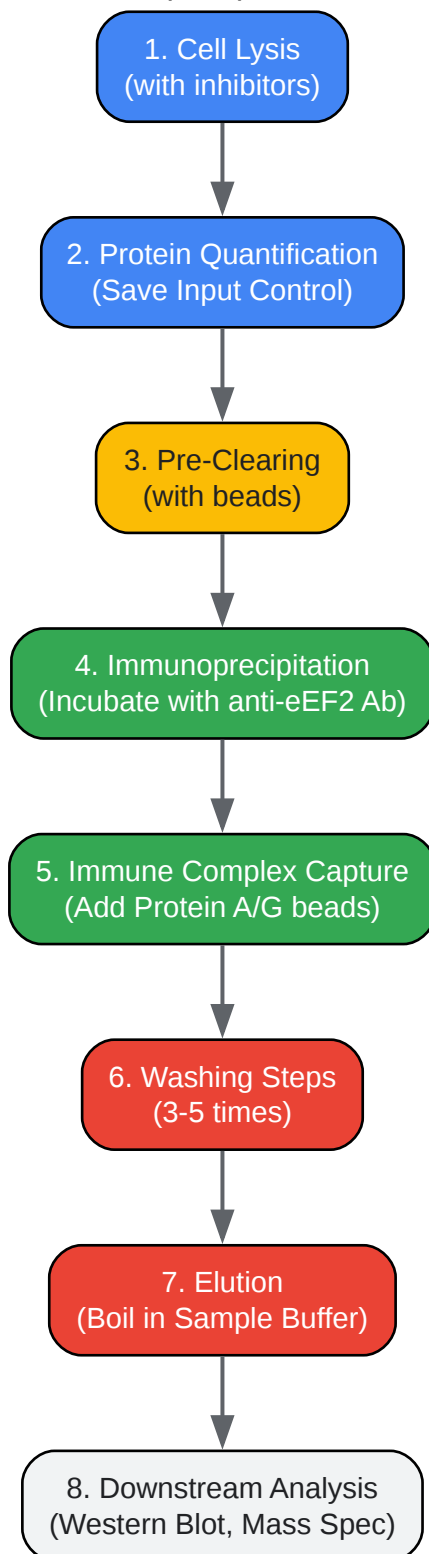 1. Cell Lysis
(with inhibitors)
2. Protein Quantification
(Save Input Control)
3. Pre-Clearing
(with beads)
4. Immunoprecipitation
(Incubate with anti-eEF2 Ab)
5. Immune Complex Capture
(Add Protein A/G beads)
6. Washing Steps
(3-5 times)
7. Elution
(Boil in Sample Buffer)
8. Downstream Analysis
(Western Blot, Mass Spec)